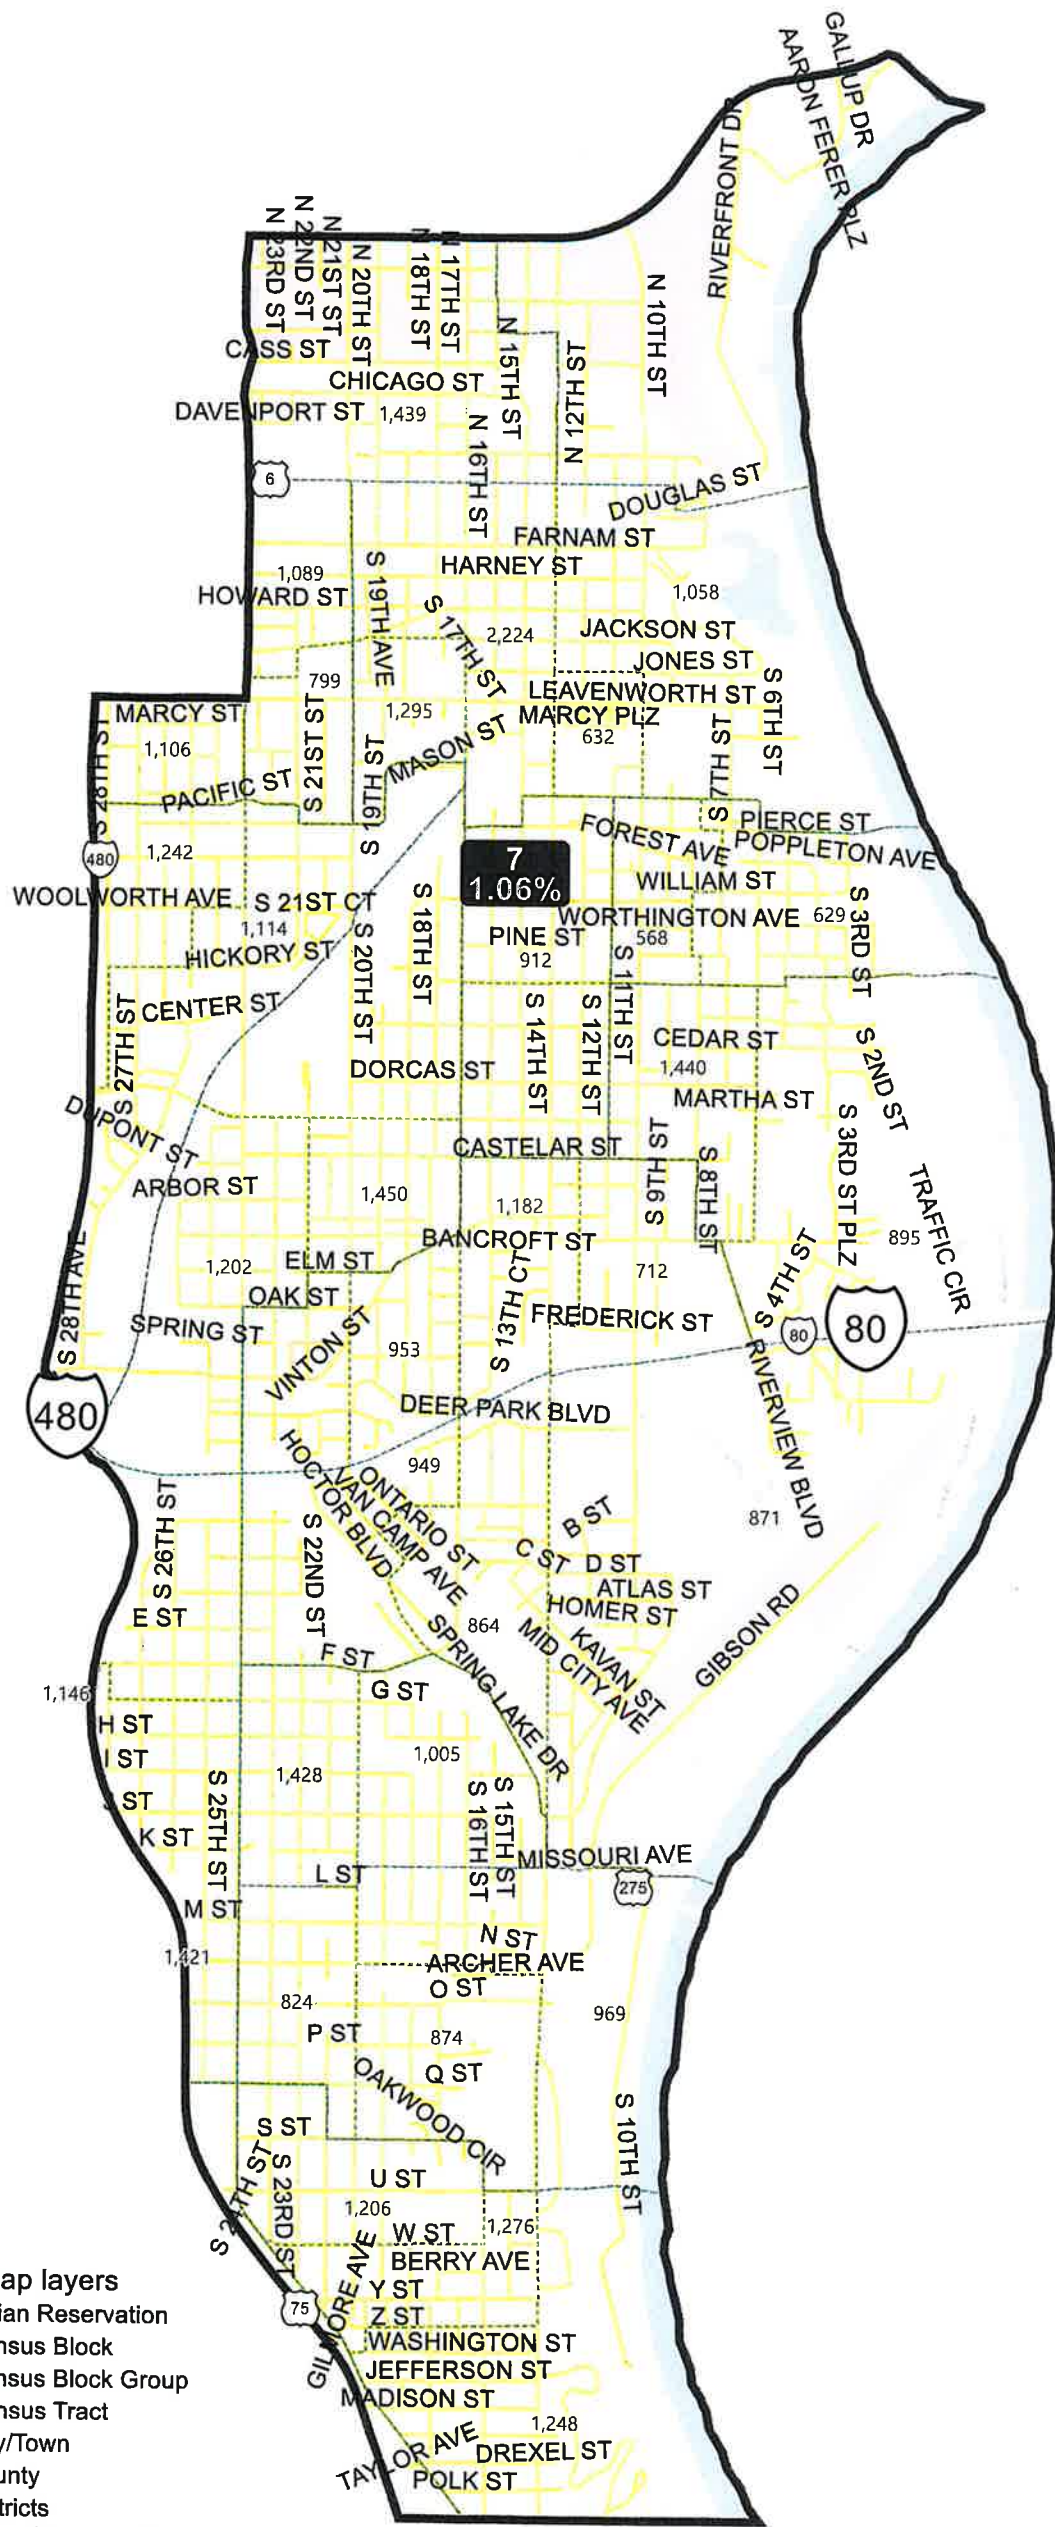 GALLUP DR
AARON FERER PLZ
RIVERFRONT DR
N 23RD ST
N 22ND ST
N 21ST ST
N 20TH ST
N 18TH ST
N 17TH ST
N 10TH ST
N 15TH ST
N 12TH ST
CASS ST
CHICAGO ST
DAVENPORT ST
1,439
N 16TH ST
6
DOUGLAS ST
FARNAM ST
HARNEY ST
1,089
HOWARD ST
S 19TH AVE
S 17TH ST
1,058
2,224
JACKSON ST
JONES ST
799
LEAVENWORTH ST
S 6TH ST
MARCY ST
S 21ST ST
1,295
MARCY PLZ
632
S 28TH ST
1,106
S 19TH ST
MASON ST
S 7TH ST
PACIFIC ST
PIERCE ST
FOREST AVE
POPPLETON AVE
480
1,242
7
1.06%
WILLIAM ST
WOOLWORTH AVE
S 21ST CT
S 18TH ST
WORTHINGTON AVE
629
S 3RD ST
1,114
S 20TH ST
PINE ST
568
HICKORY ST
912
S 11TH ST
CENTER ST
S 27TH ST
S 14TH ST
S 12TH ST
CEDAR ST
S 2ND ST
DORCAS ST
1,440
MARTHA ST
DUPONT ST
S 3RD ST PLZ
CASTELAR ST
S 9TH ST
S 8TH ST
ARBOR ST
1,450
1,182
TRAFFIC CIR
BANCROFT ST
895
S 28TH AVE
1,202
ELM ST
712
S 4TH ST
OAK ST
S 13TH CT
FREDERICK ST
SPRING ST
VINTON ST
80
80
953
RIVERVIEW BLVD
480
DEER PARK BLVD
HOCTOR BLVD
VAN CAMP AVE
ONTARIO ST
949
871
S 26TH ST
S 22ND ST
B ST
C ST
D ST
ATLAS ST
E ST
HOMER ST
864
SPRING LAKE DR
MID CITY AVE
KAVAN ST
GIBSON RD
F ST
1,146
G ST
H ST
I ST
1,428
1,005
J ST
S 25TH ST
S 16TH ST
S 15TH ST
K ST
MISSOURI AVE
L ST
275
M ST
N ST
1,421
ARCHER AVE
O ST
824
969
P ST
874
Q ST
OAKWOOD CIR
S 10TH ST
S ST
S 24TH ST
S 23RD ST
U ST
1,206
W ST
1,276
BERRY AVE
GILMORE AVE
Y ST
75
Z ST
WASHINGTON ST
JEFFERSON ST
MADISON ST
1,248
TAYLOR AVE
DREXEL ST
POLK ST
ap layers
ian Reservation
nsus Block
nsus Block Group
nsus Tract
y/Town
unty
tricts